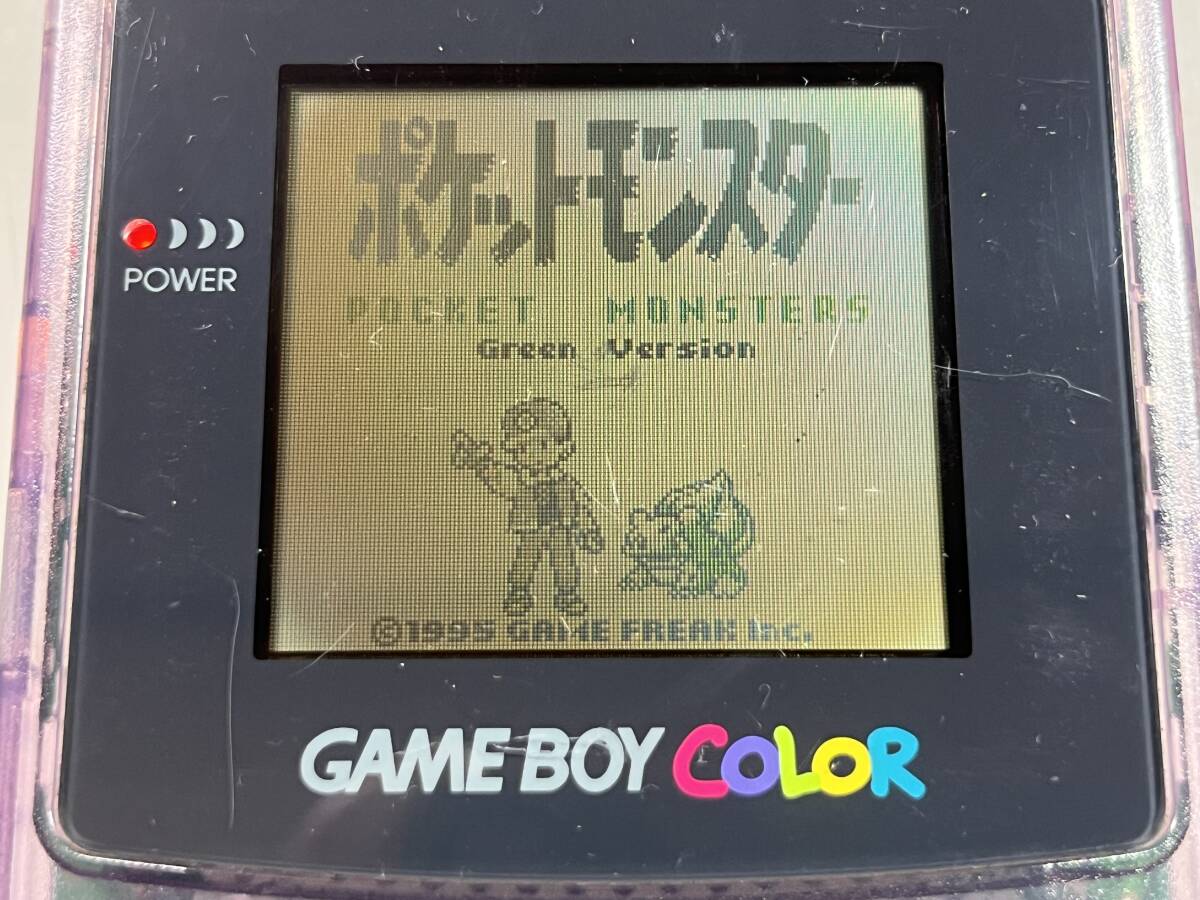 ポケットモンスター
POCKET MONSTERS
Green Version
©1995 GAME FREAK Inc.
POWER
GAME BOY COLOR